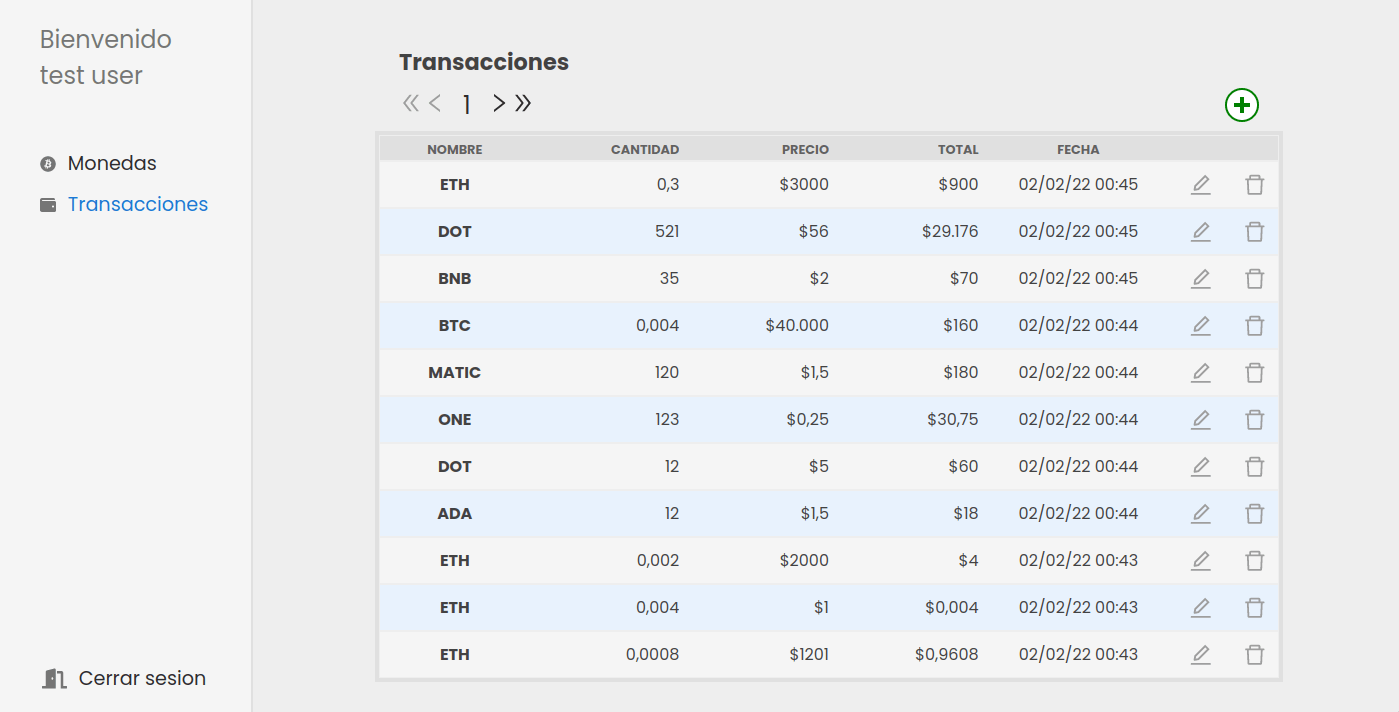 Bienvenido
test user
Monedas
Transacciones
Cerrar sesion
Transacciones
1
NOMBRE CANTIDAD PRECIO TOTAL FECHA
ETH 0,3 $3000 $900 02/02/22 00:45
DOT 521 $56 $29.176 02/02/22 00:45
BNB 35 $2 $70 02/02/22 00:45
BTC 0,004 $40.000 $160 02/02/22 00:44
MATIC 120 $1,5 $180 02/02/22 00:44
ONE 123 $0,25 $30,75 02/02/22 00:44
DOT 12 $5 $60 02/02/22 00:44
ADA 12 $1,5 $18 02/02/22 00:44
ETH 0,002 $2000 $4 02/02/22 00:43
ETH 0,004 $1 $0,004 02/02/22 00:43
ETH 0,0008 $1201 $0,9608 02/02/22 00:43